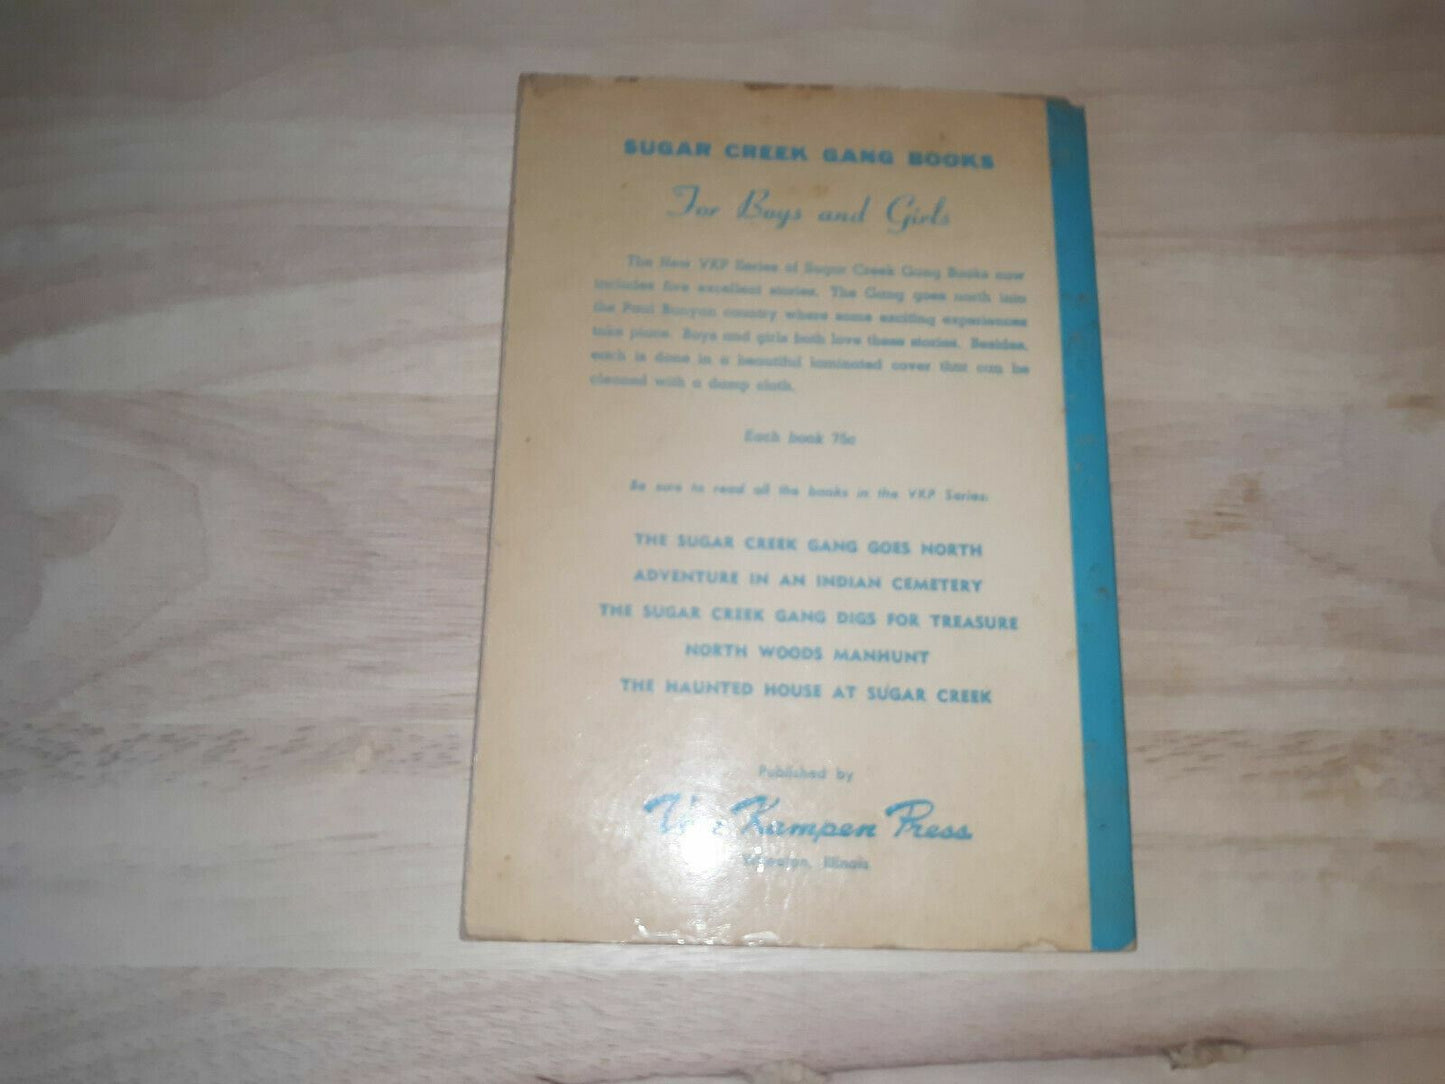 SUGAR CREEK GANG BOOKS
For Boys and Girls
The New VKP Series of Sugar Creek Gang Books now
includes five excellent stories. The Gang goes north into
the Paul Bunyan country where some exciting experiences
take place. Boys and girls both love these stories. Besides,
each is done in a beautiful laminated cover that can be
cleaned with a damp cloth.
Each book 75c
Be sure to read all the books in the VKP Series:
THE SUGAR CREEK GANG GOES NORTH
ADVENTURE IN AN INDIAN CEMETERY
THE SUGAR CREEK GANG DIGS FOR TREASURE
NORTH WOODS MANHUNT
THE HAUNTED HOUSE AT SUGAR CREEK
Published by
Van Kampen Press
Wheaton, Illinois